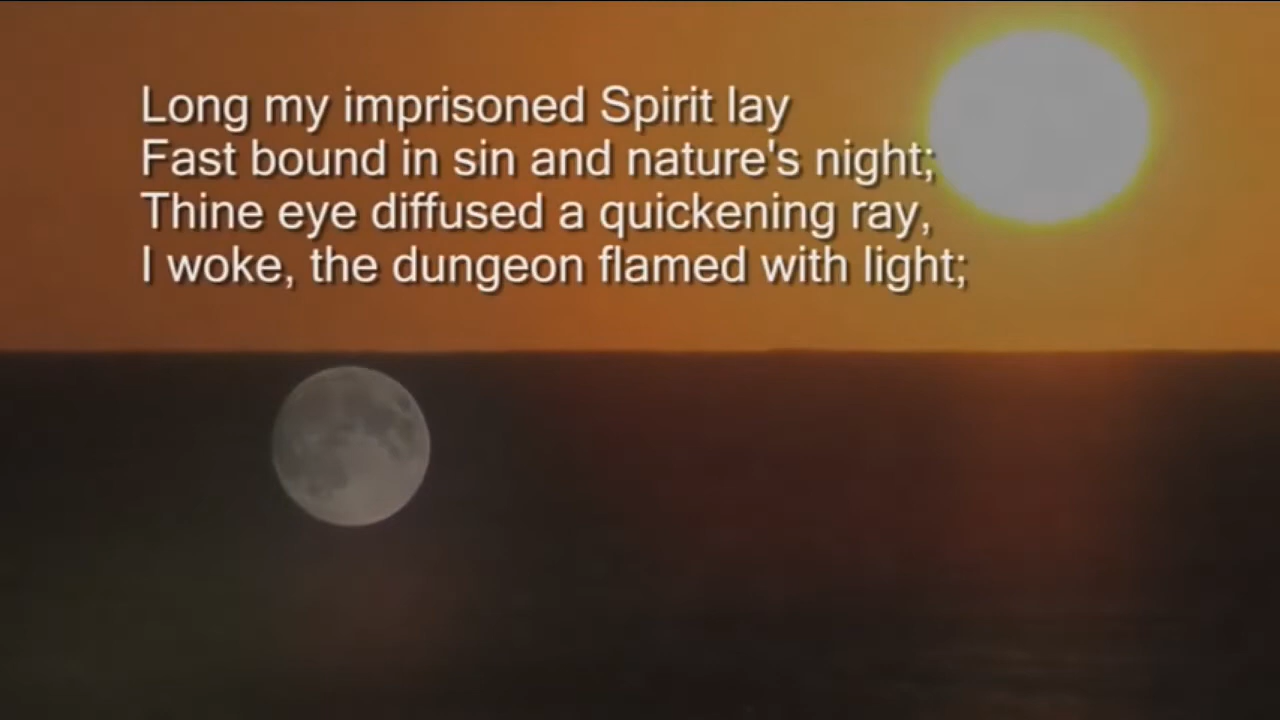 Long my imprisoned Spirit lay
Fast bound in sin and nature's night;
Thine eye diffused a quickening ray,
I woke, the dungeon flamed with light;